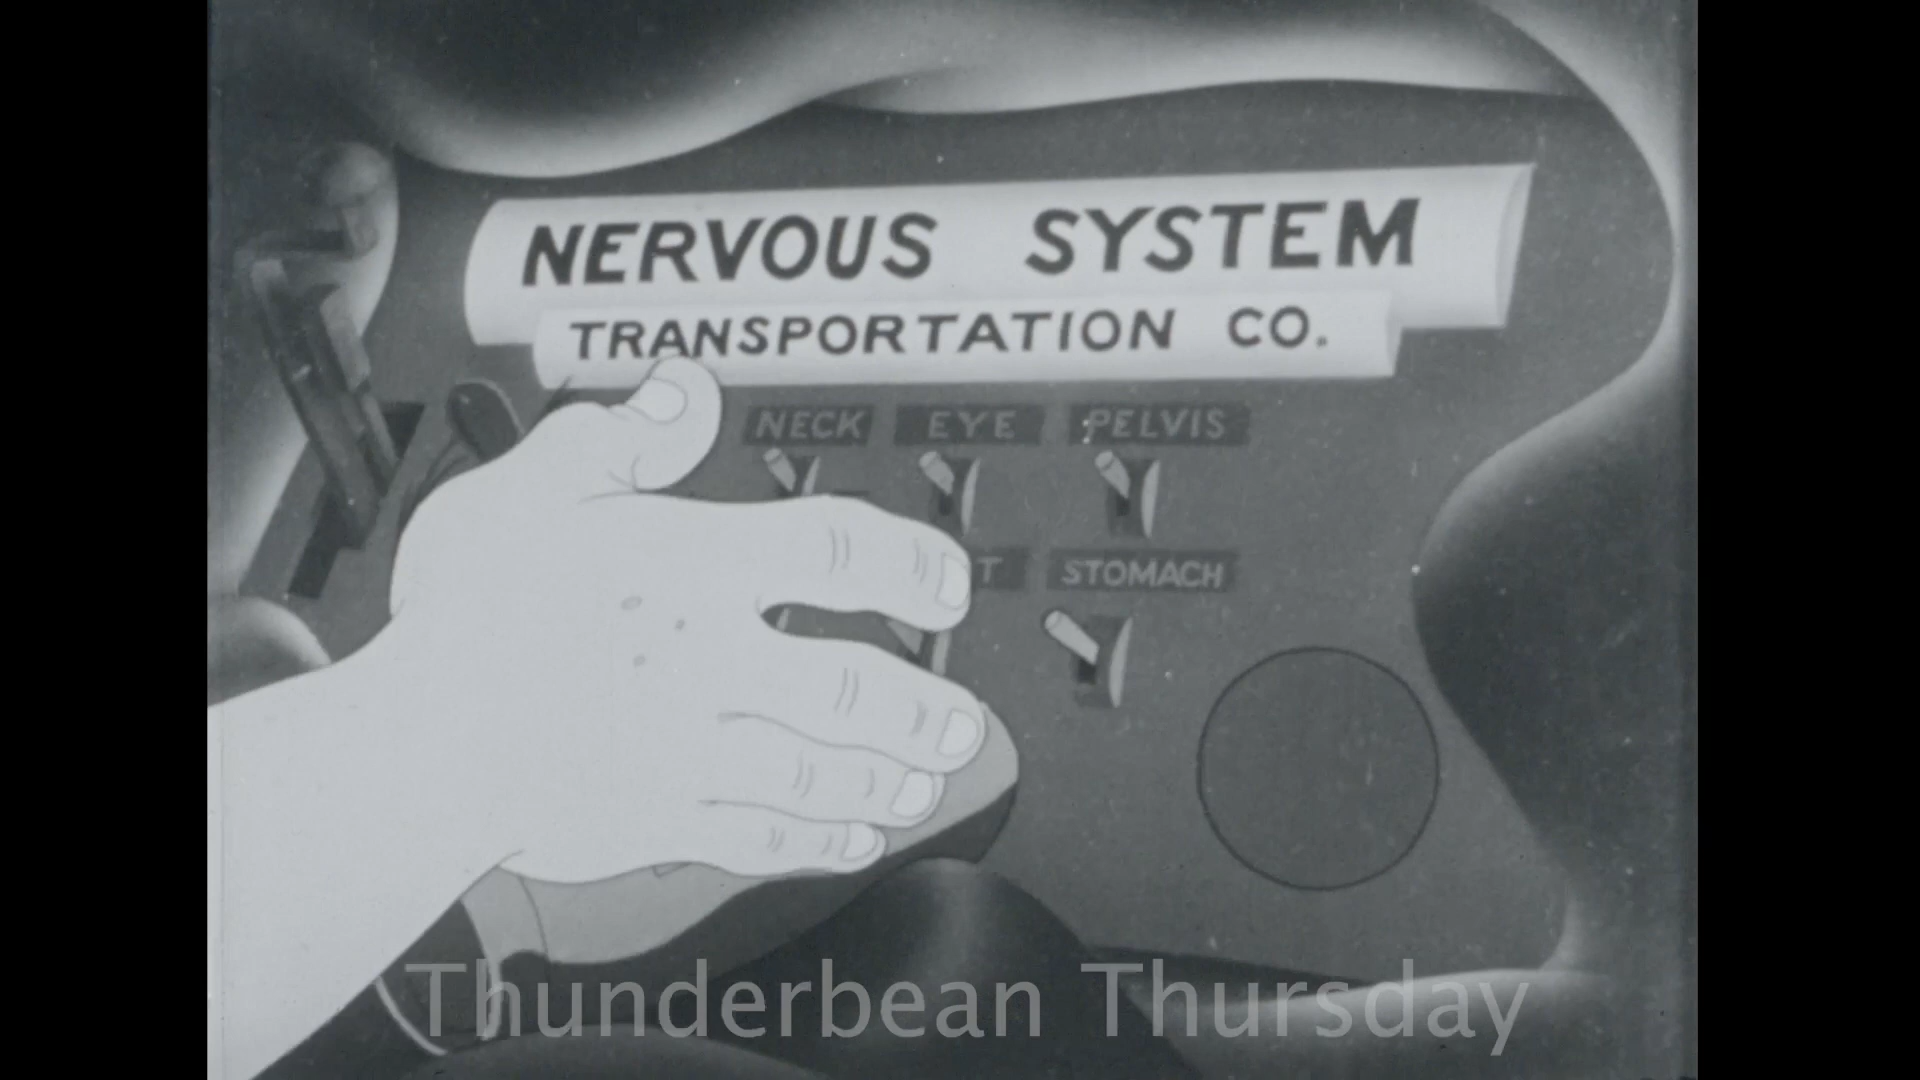 NERVOUS SYSTEM
TRANSPORTATION CO.
NECK EYE PELVIS
T STOMACH
Thunderbean Thursday